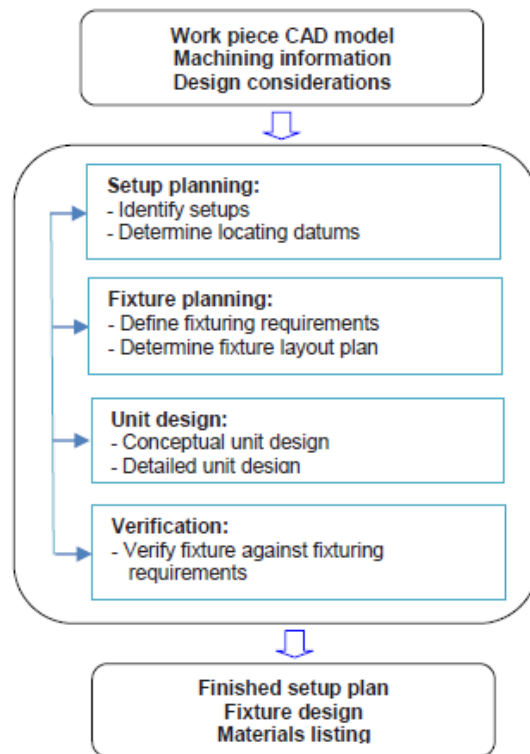 Work piece CAD model
Machining information
Design considerations
Setup planning:
- Identify setups
- Determine locating datums
Fixture planning:
- Define fixturing requirements
- Determine fixture layout plan
Unit design:
- Conceptual unit design
- Detailed unit design
Verification:
- Verify fixture against fixturing
requirements
Finished setup plan
Fixture design
Materials listing